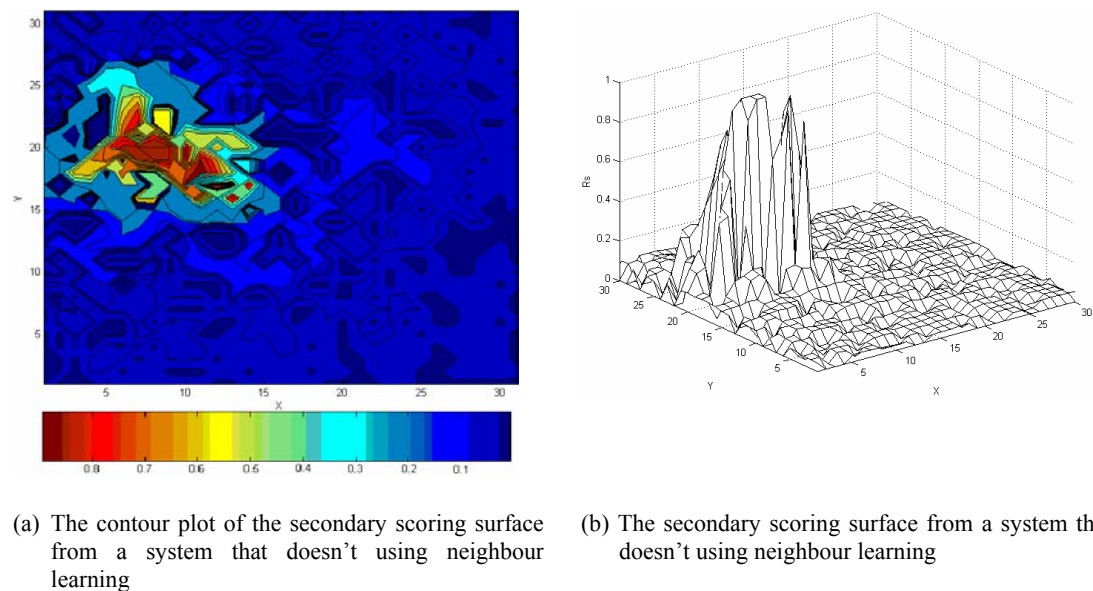 30
25
20
15
10
5
Y
5 10 15 20 25 30
X
0.8 0.7 0.6 0.5 0.4 0.3 0.2 0.1
1
0.8
0.6
0.4
0.2
0
Rs
30
25
20
15
10
5
Y
5
10
15
20
25
30
X
(a) The contour plot of the secondary scoring surface
from a system that doesn't using neighbour
learning
(b) The secondary scoring surface from a system th
doesn't using neighbour learning